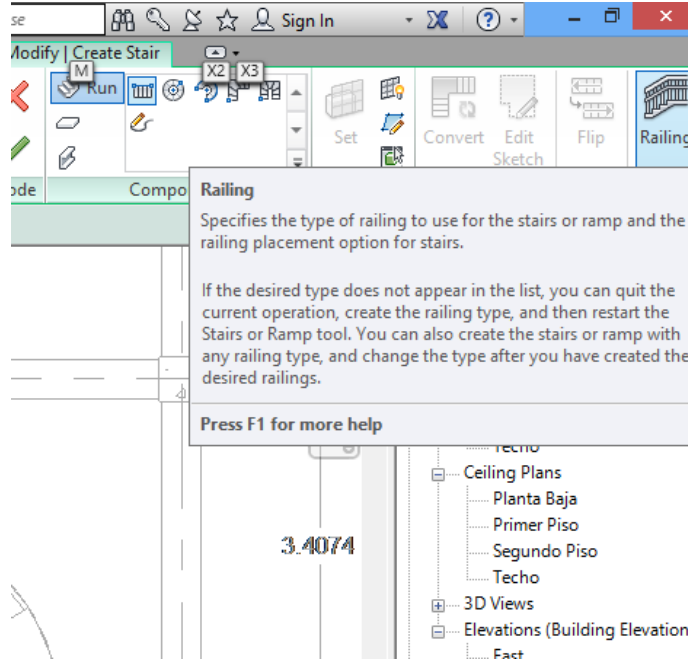 se
Sign In
?
Modify | Create Stair
M
X2
X3
Run
Set
Convert
Edit
Sketch
Flip
Railing
ode
Compo
Railing
Specifies the type of railing to use for the stairs or ramp and the
railing placement option for stairs.
If the desired type does not appear in the list, you can quit the
current operation, create the railing type, and then restart the
Stairs or Ramp tool. You can also create the stairs or ramp with
any railing type, and change the type after you have created the
desired railings.
Press F1 for more help
Techo
Ceiling Plans
Planta Baja
Primer Piso
Segundo Piso
Techo
3D Views
Elevations (Building Elevation
East
3.4074